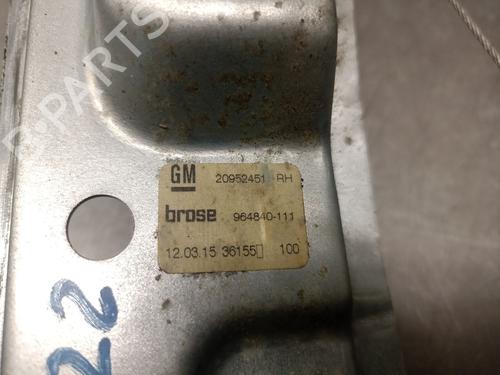 R-PARTS
GM 20952451 RH
brose 964840-111
12.03.15 36155 100
22